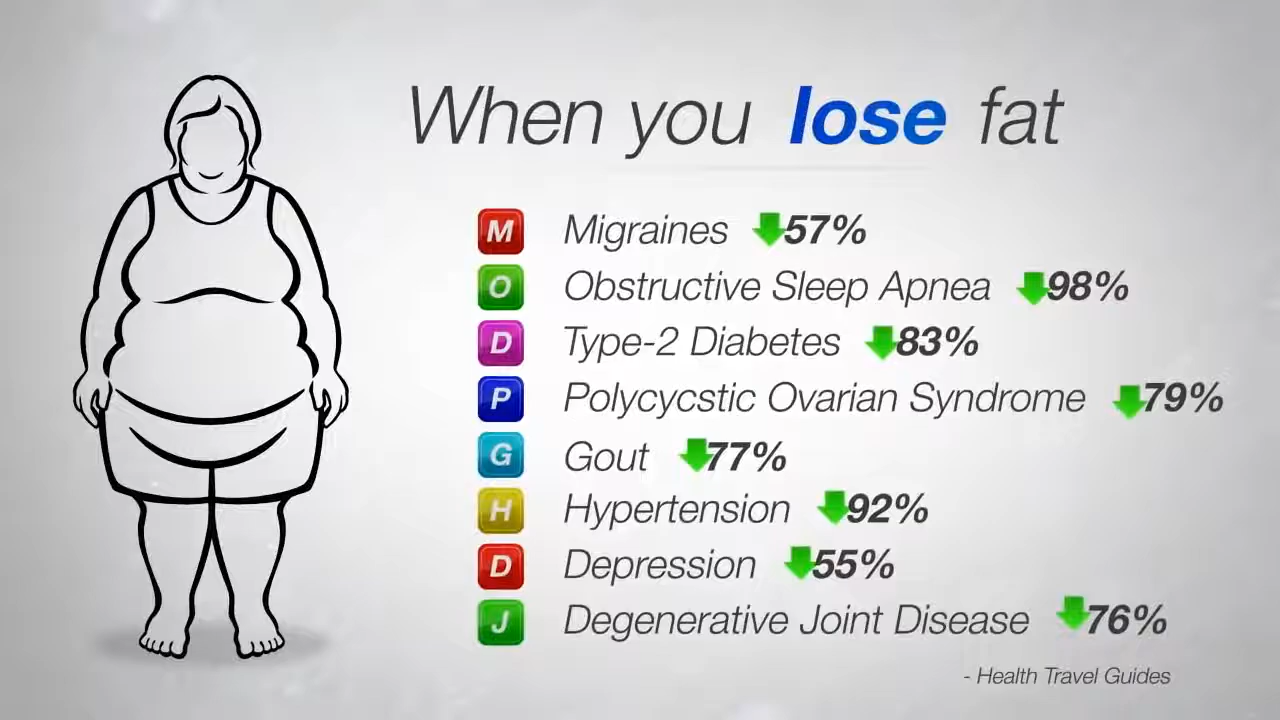 When you lose fat
M Migraines 57%
O Obstructive Sleep Apnea 98%
D Type-2 Diabetes 83%
P Polycycstic Ovarian Syndrome 79%
G Gout 77%
H Hypertension 92%
D Depression 55%
J Degenerative Joint Disease 76%
- Health Travel Guides